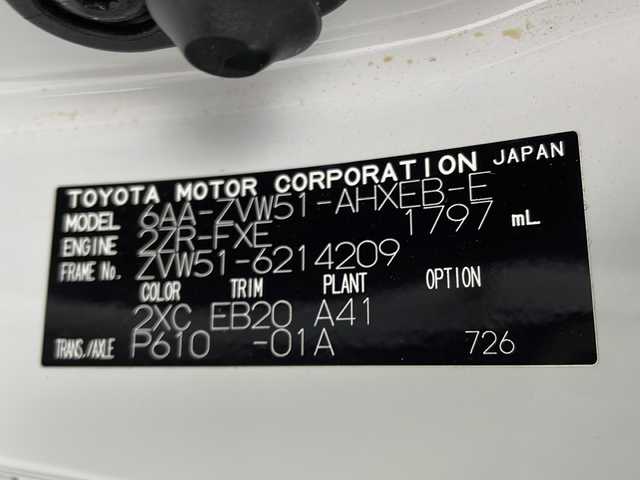 TOYOTA MOTOR CORPORATION JAPAN
MODEL 6AA-ZVW51-AHXEB-E
ENGINE 2ZR-FXE 1797 mL
FRAME No. ZVW51-6214209
COLOR TRIM PLANT OPTION
2XC EB20 A41
TRANS./AXLE P610 -01A 726